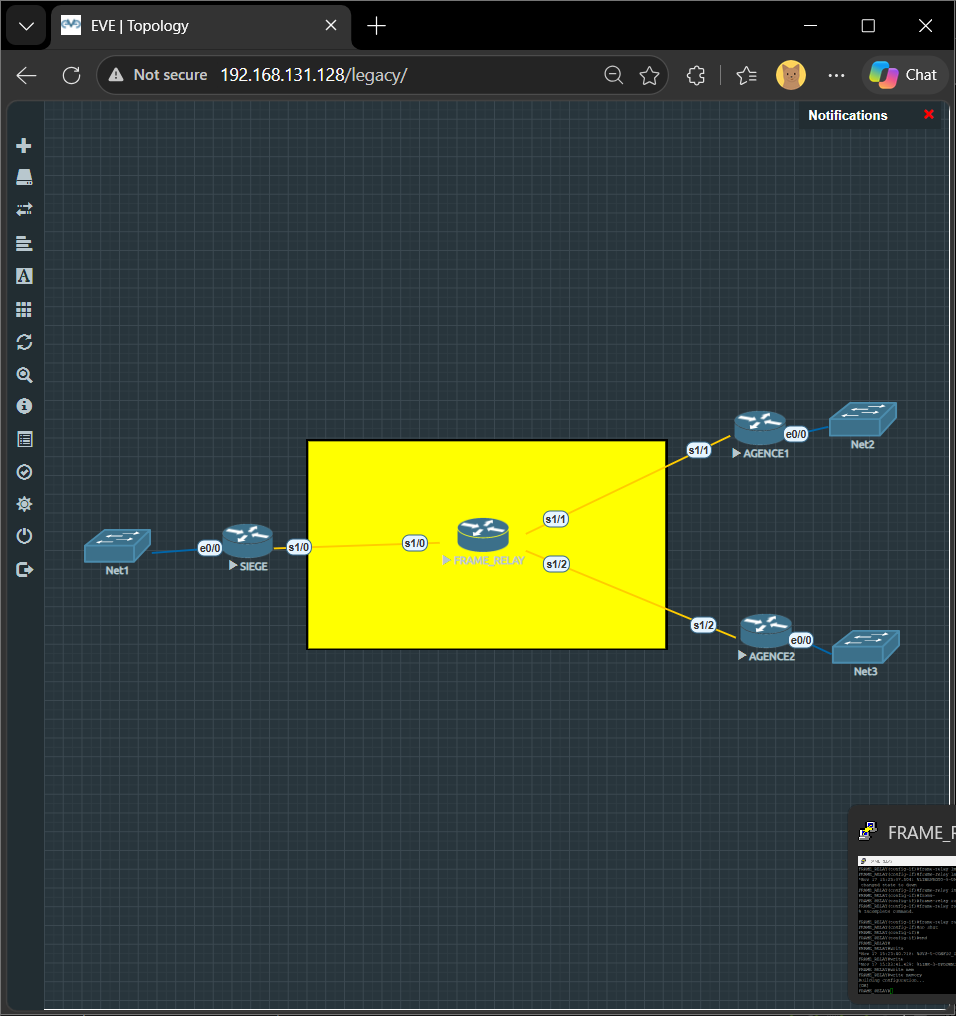 EVE | Topology
Not secure 192.168.131.128/legacy/
Chat
Notifications
s1/1
AGENCE1
e0/0
Net2
s1/1
s1/0
s1/0
e0/0
SIEGE
Net1
FRAME_RELAY
s1/2
s1/2
AGENCE2
e0/0
Net3
FRAME_R